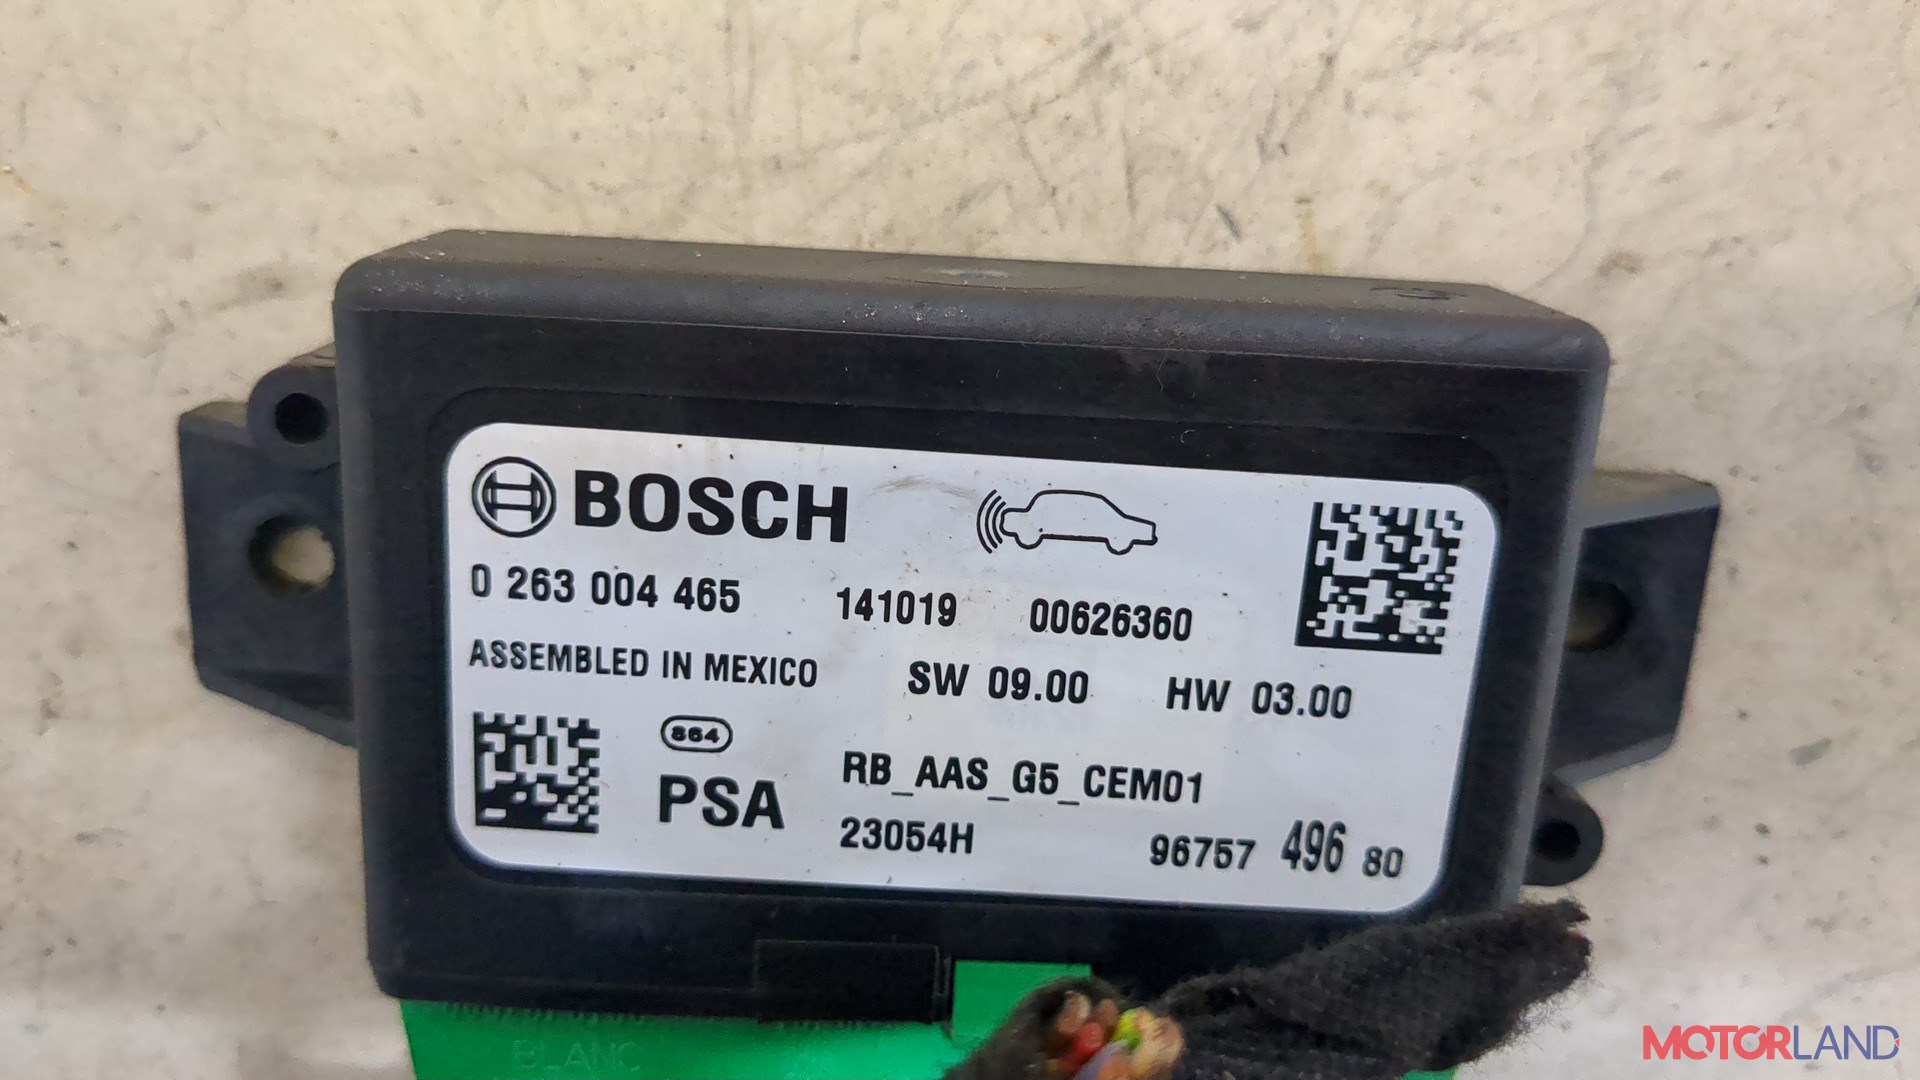 BOSCH
0 263 004 465 141019 00626360
ASSEMBLED IN MEXICO SW 09.00 HW 03.00
864
PSA RB_AAS_G5_CEM01
23054H 96757 496 80
BLANC
MOTORLAND